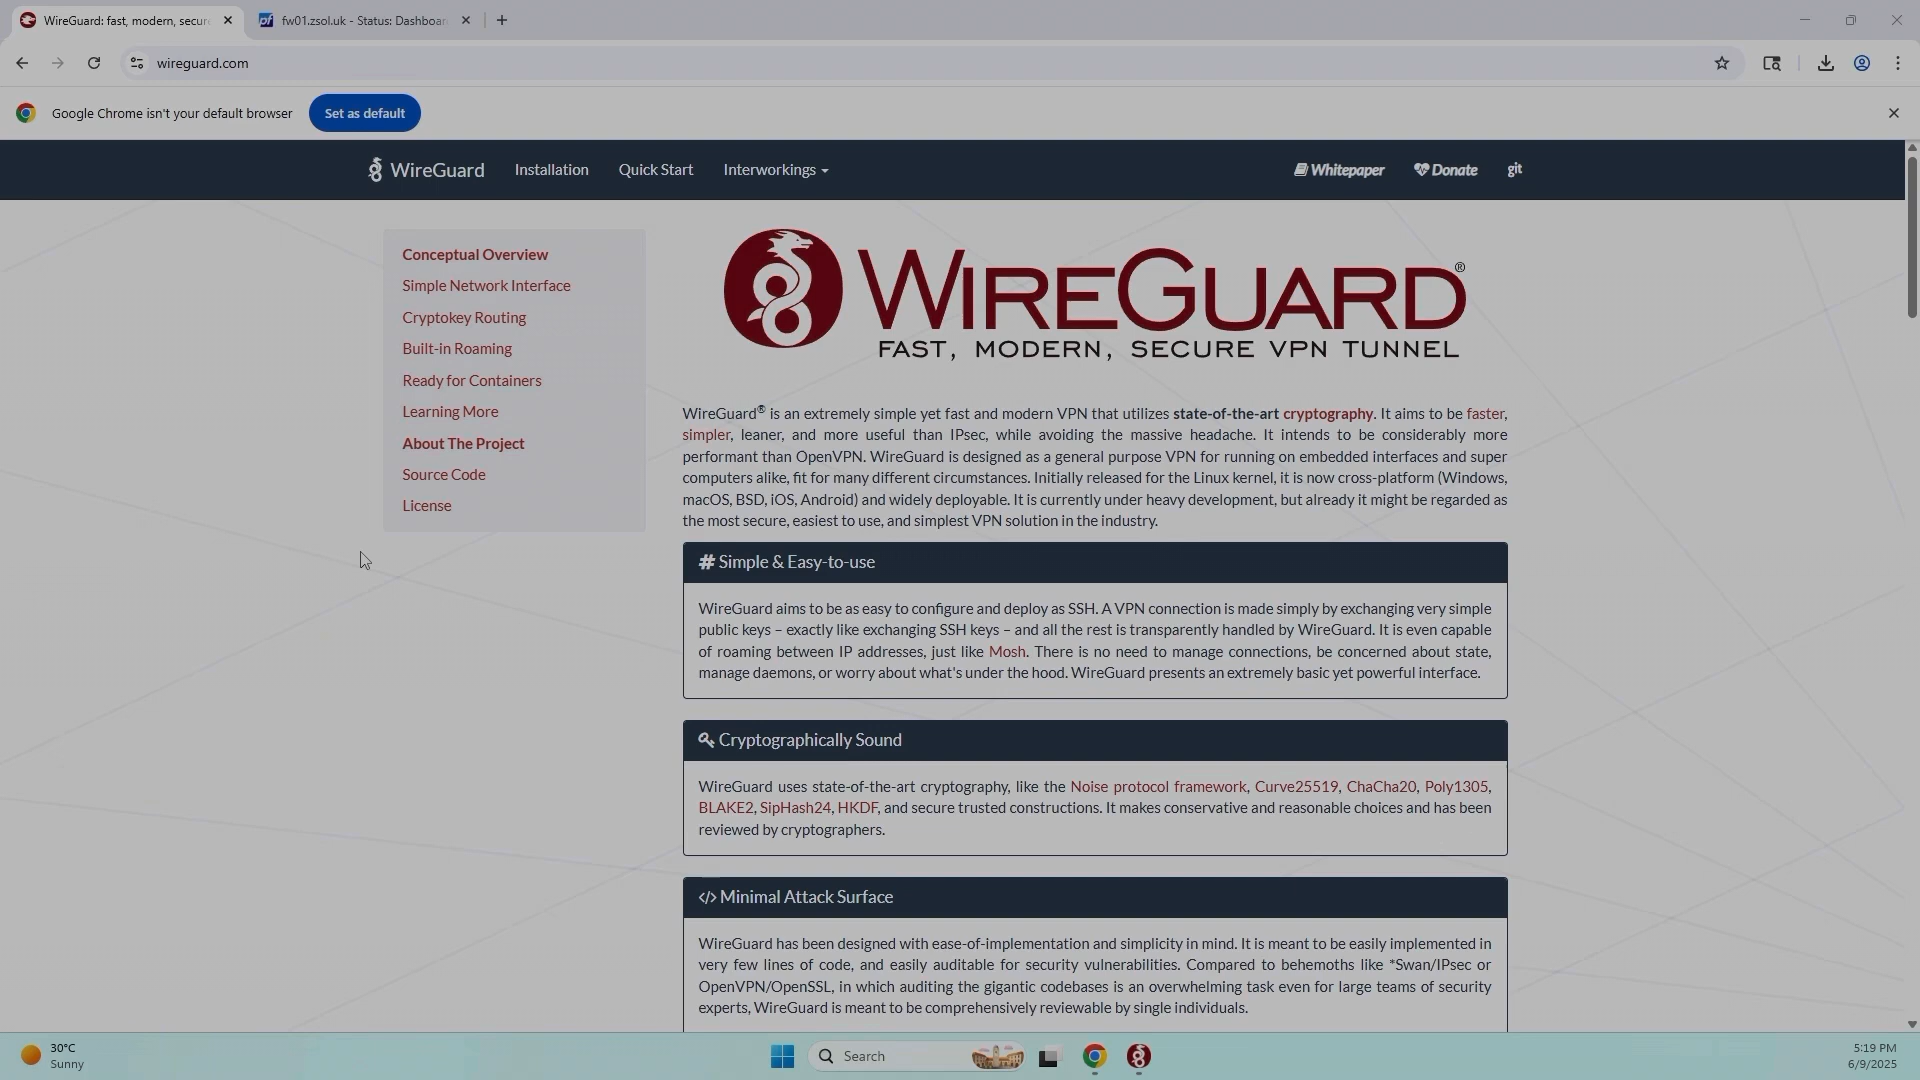 WireGuard: fast, modern, secur
fw01.zsol.uk - Status: Dashboar
wireguard.com
Google Chrome isn't your default browser
Set as default
WireGuard
Installation
Quick Start
Interworkings
Whitepaper
Donate
git
Conceptual Overview
Simple Network Interface
Cryptokey Routing
Built-in Roaming
Ready for Containers
Learning More
About The Project
Source Code
License
WIREGUARD®
FAST, MODERN, SECURE VPN TUNNEL
WireGuard® is an extremely simple yet fast and modern VPN that utilizes state-of-the-art cryptography. It aims to be faster,
simpler, leaner, and more useful than IPsec, while avoiding the massive headache. It intends to be considerably more
performant than OpenVPN. WireGuard is designed as a general purpose VPN for running on embedded interfaces and super
computers alike, fit for many different circumstances. Initially released for the Linux kernel, it is now cross-platform (Windows,
macOS, BSD, iOS, Android) and widely deployable. It is currently under heavy development, but already it might be regarded as
the most secure, easiest to use, and simplest VPN solution in the industry.
# Simple & Easy-to-use
WireGuard aims to be as easy to configure and deploy as SSH. A VPN connection is made simply by exchanging very simple
public keys – exactly like exchanging SSH keys – and all the rest is transparently handled by WireGuard. It is even capable
of roaming between IP addresses, just like Mosh. There is no need to manage connections, be concerned about state,
manage daemons, or worry about what's under the hood. WireGuard presents an extremely basic yet powerful interface.
Cryptographically Sound
WireGuard uses state-of-the-art cryptography, like the Noise protocol framework, Curve25519, ChaCha20, Poly1305,
BLAKE2, SipHash24, HKDF, and secure trusted constructions. It makes conservative and reasonable choices and has been
reviewed by cryptographers.
</> Minimal Attack Surface
WireGuard has been designed with ease-of-implementation and simplicity in mind. It is meant to be easily implemented in
very few lines of code, and easily auditable for security vulnerabilities. Compared to behemoths like *Swan/IPsec or
OpenVPN/OpenSSL, in which auditing the gigantic codebases is an overwhelming task even for large teams of security
experts, WireGuard is meant to be comprehensively reviewable by single individuals.
30°C
Sunny
Search
5:19 PM
6/9/2025